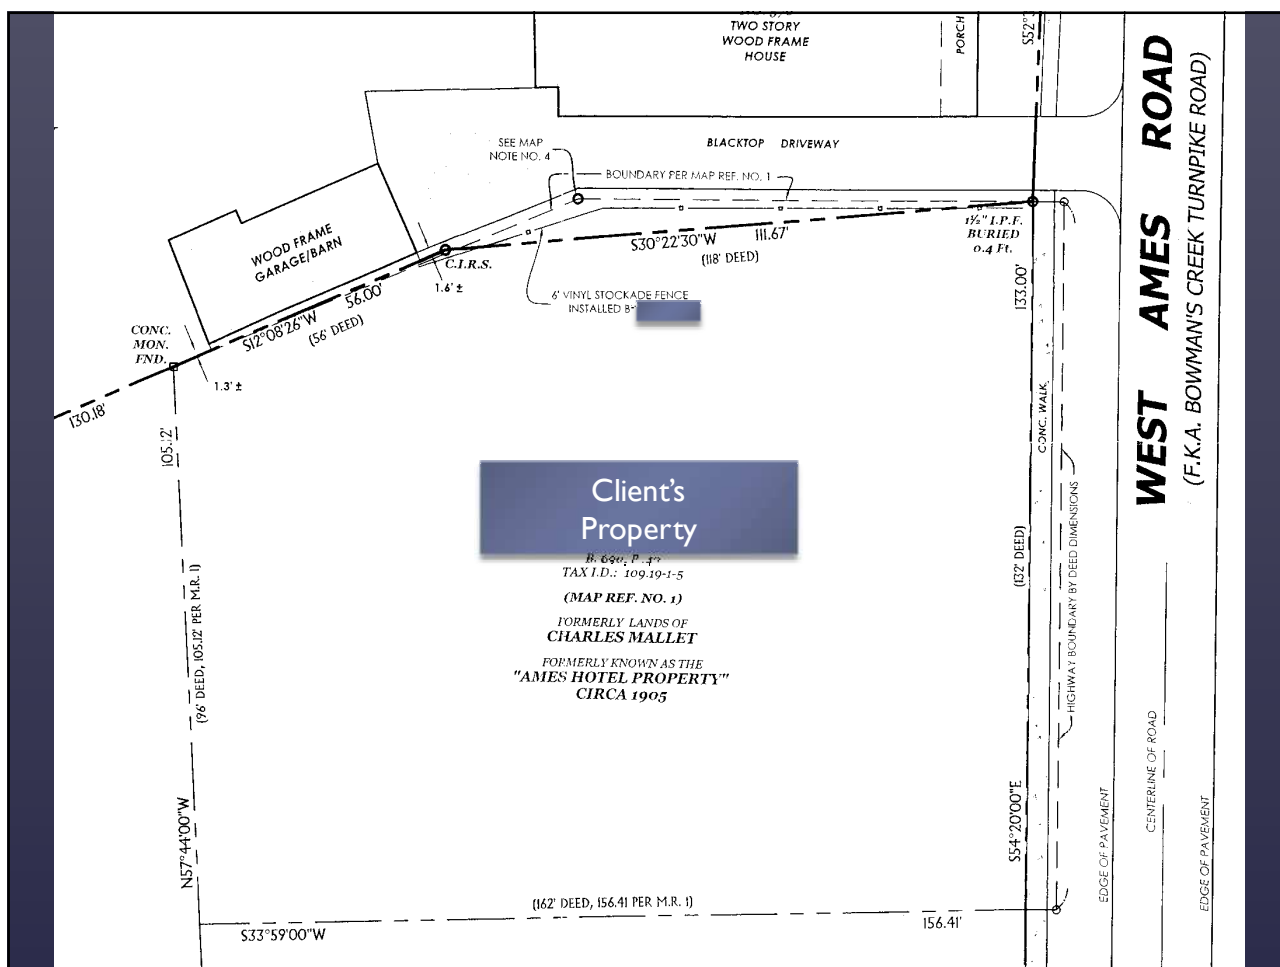 TWO STORY
WOOD FRAME
HOUSE
PORCH
S52°
WEST AMES ROAD
(F.K.A. BOWMAN'S CREEK TURNPIKE ROAD)
SEE MAP
NOTE NO. 4
BLACKTOP DRIVEWAY
BOUNDARY PER MAP REF. NO. 1
WOOD FRAME
GARAGE/BARN
C.I.R.S.
S30°22'30"W 111.67'
(118' DEED)
1½" I.P.F.
BURIED
0.4 Ft.
1.6' ±
56.00'
S12°08'26"W
(56' DEED)
6' VINYL STOCKADE FENCE
INSTALLED BY
133.00'
CONC.
MON.
FND.
1.3' ±
130.18'
105.12'
CONC. WALK
Client's
Property
TAX I.D.: 109.19-1-5
(MAP REF. NO. 1)
FORMERLY LANDS OF
CHARLES MALLET
FORMERLY KNOWN AS THE
"AMES HOTEL PROPERTY"
CIRCA 1905
(132' DEED)
HIGHWAY BOUNDARY BY DEED DIMENSIONS
(96' DEED, 105.12' PER M.R. 1)
N57°44'00"W
S54°20'00"E
EDGE OF PAVEMENT
CENTERLINE OF ROAD
EDGE OF PAVEMENT
(162' DEED, 156.41 PER M.R. 1)
S33°59'00"W
156.41'